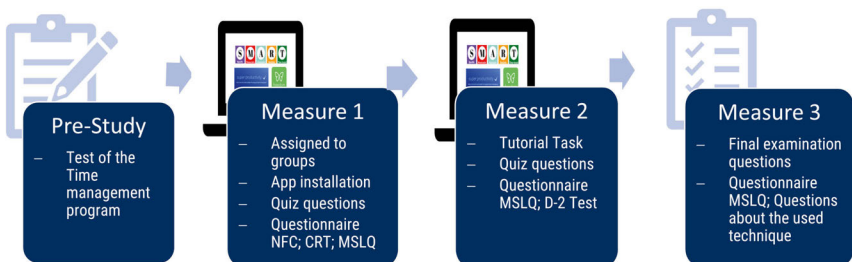 S M A R T
S M A R T
Pre-Study
– Test of the
Time
management
program
Measure 1
– Assigned to
groups
– App installation
– Quiz questions
– Questionnaire
NFC; CRT; MSLQ
Measure 2
– Tutorial Task
– Quiz questions
– Questionnaire
MSLQ; D-2 Test
Measure 3
– Final examination
questions
– Questionnaire
MSLQ; Questions
about the used
technique